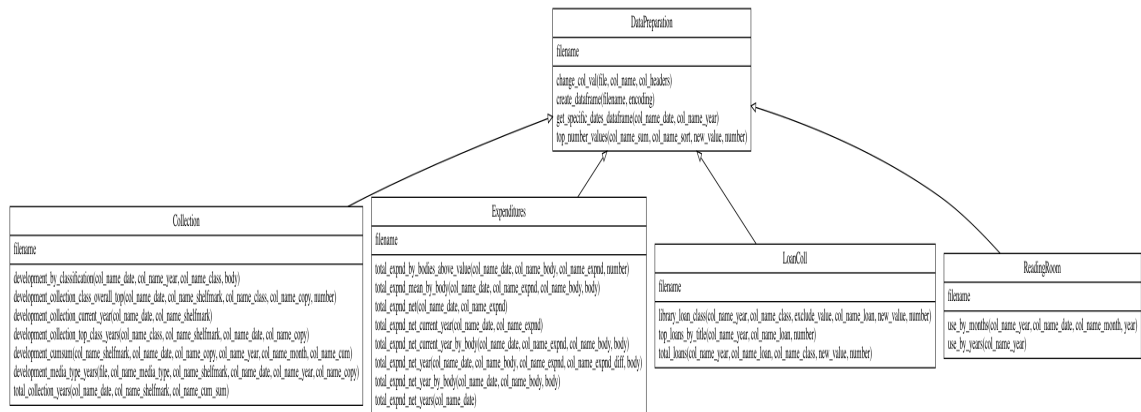 DataPreparation
filename
change_col_val(file, col_name, col_headers)
create_dataframe(filename, encoding)
get_specific_dates_dataframe(col_name_date, col_name_year)
top_number_values(col_name_sum, col_name_sort, new_value, number)
Collection
filename
development_by_classification(col_name_date, col_name_year, col_name_class, body)
development_collection_class_overall_top(col_name_date, col_name_shelfmark, col_name_class, col_name_copy, number)
development_collection_current_year(col_name_date, col_name_shelfmark)
development_collection_top_class_years(col_name_class, col_name_shelfmark, col_name_date, col_name_copy)
development_cumsum(col_name_shelfmark, col_name_date, col_name_copy, col_name_year, col_name_month, col_name_cum)
development_media_type_years(file, col_name_media_type, col_name_shelfmark, col_name_date, col_name_year, col_name_copy)
total_collection_years(col_name_date, col_name_shelfmark, col_name_cum_sum)
Expenditures
filename
total_expnd_by_bodies_above_value(col_name_date, col_name_body, col_name_expnd, number)
total_expnd_mean_by_body(col_name_date, col_name_expnd, col_name_body, body)
total_expnd_net(col_name_date, col_name_expnd)
total_expnd_net_current_year(col_name_date, col_name_expnd)
total_expnd_net_current_year_by_body(col_name_date, col_name_expnd, col_name_body, body)
total_expnd_net_year(col_name_date, col_name_body, col_name_expnd, col_name_expnd_diff, body)
total_expnd_net_year_by_body(col_name_date, col_name_body, body)
total_expnd_net_years(col_name_date)
LoanColl
filename
library_loan_class(col_name_year, col_name_class, exclude_value, col_name_loan, new_value, number)
top_loans_by_title(col_name_year, col_name_loan, number)
total_loans(col_name_year, col_name_loan, col_name_class, new_value, number)
ReadingRoom
filename
use_by_months(col_name_year, col_name_date, col_name_month, year)
use_by_years(col_name_year)